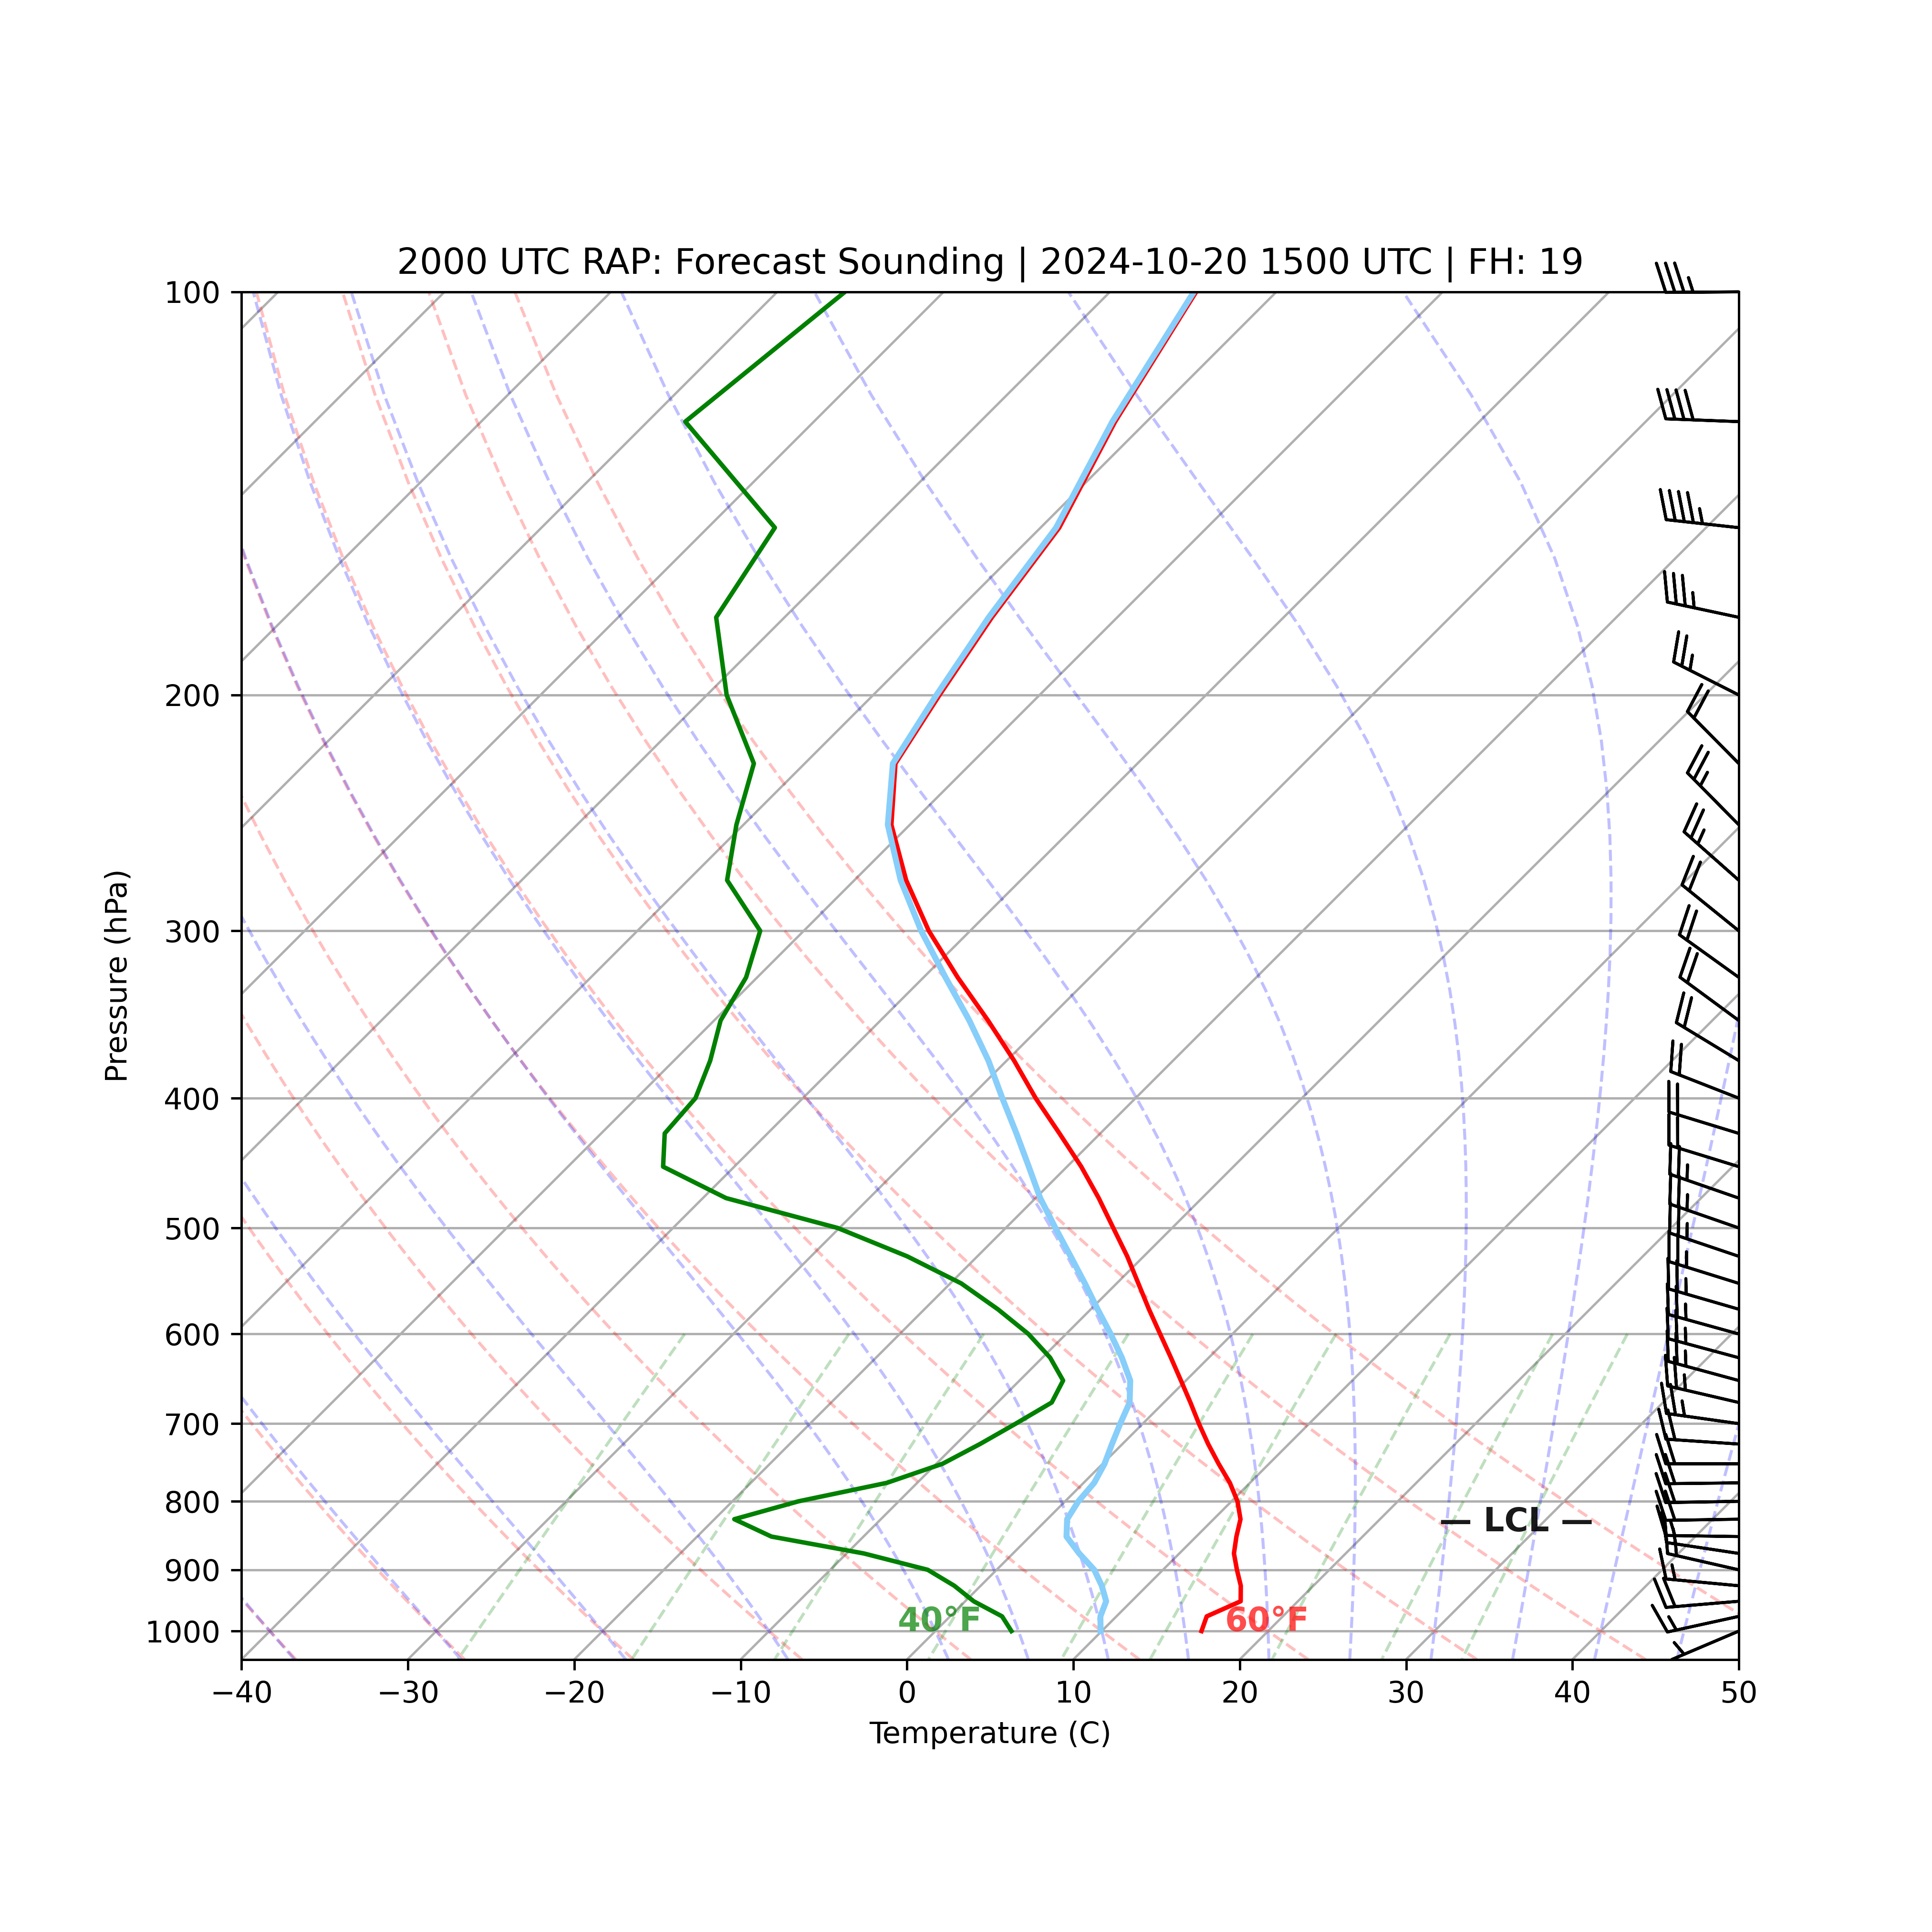 2000 UTC RAP: Forecast Sounding | 2024-10-20 1500 UTC | FH: 19
100
200
300
400
500
600
700
800
900
1000
Pressure (hPa)
— LCL —
40°F
60°F
−40 −30 −20 −10 0 10 20 30 40 50
Temperature (C)